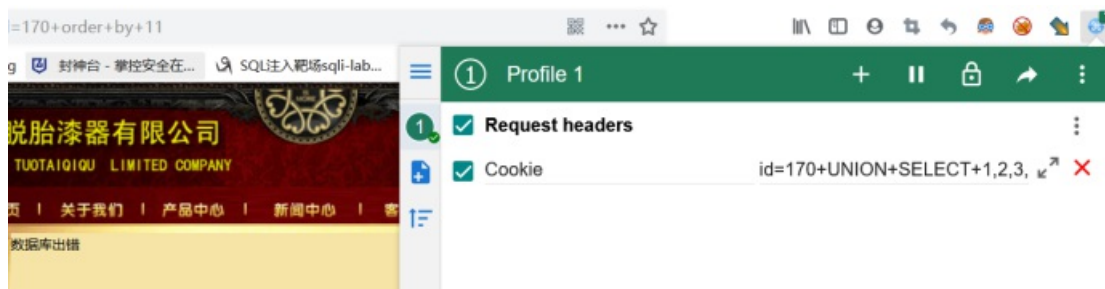 l=170+order+by+11
g 封神台 - 掌控安全在... SQL注入靶场sqli-lab...
① Profile 1
脱胎漆器有限公司
TUOTAIQIQU LIMITED COMPANY
1 Request headers
Cookie id=170+UNION+SELECT+1,2,3,
页 | 关于我们 | 产品中心 | 新闻中心 | 客
数据库出错